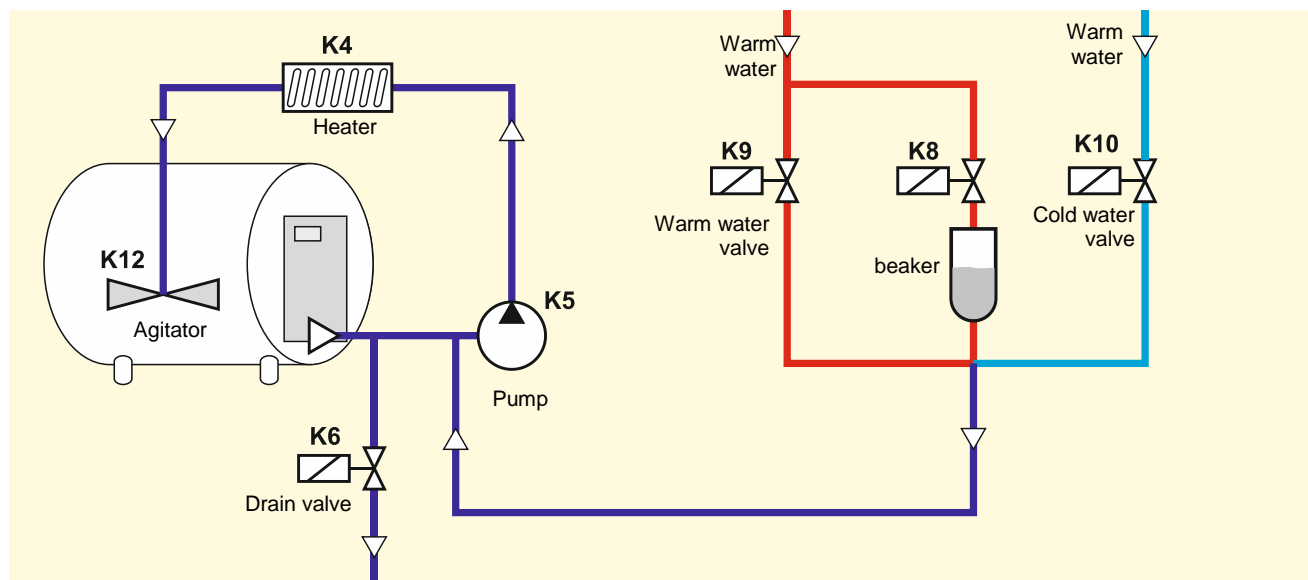 K4
Heater
Warm
water
Warm
water
K9
K8
K10
Warm water
valve
Cold water
valve
beaker
K12
Agitator
K5
Pump
K6
Drain valve